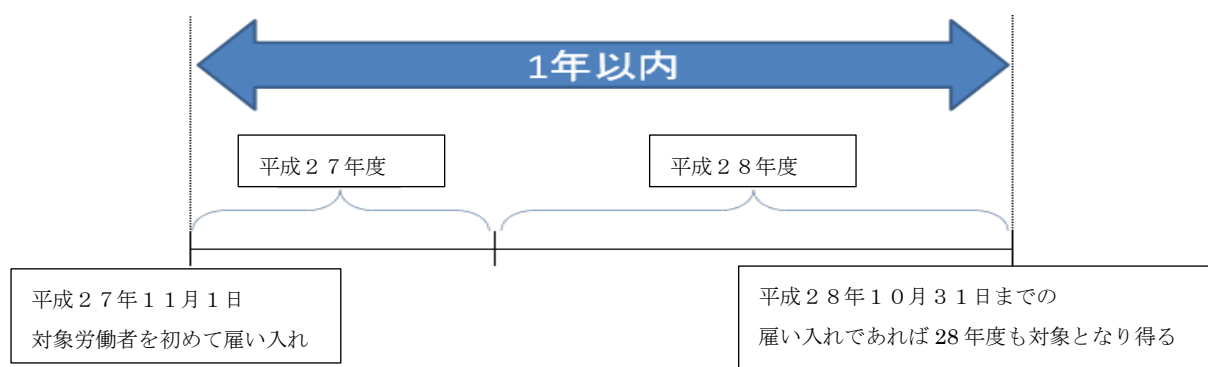 1年以内
平成２７年度
平成２８年度
平成２７年１１月１日
対象労働者を初めて雇い入れ
平成２８年１０月３１日までの
雇い入れであれば 28 年度も対象となり得る